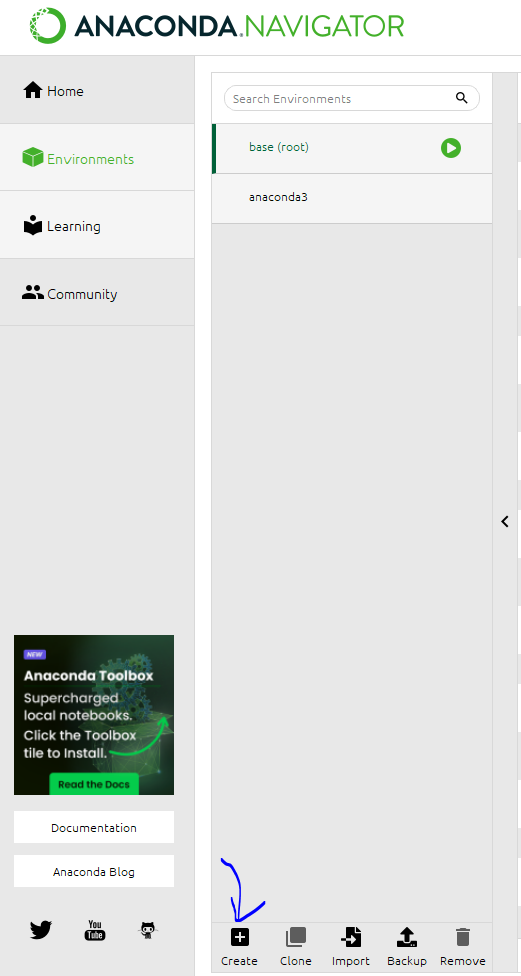 ANACONDA.NAVIGATOR
Home
Environments
Learning
Community
NEW
Anaconda Toolbox
Supercharged
local notebooks.
Click the Toolbox
tile to Install.
Read the Docs
Documentation
Anaconda Blog
You
Tube
Search Environments
base (root)
anaconda3
Create
Clone
Import
Backup
Remove